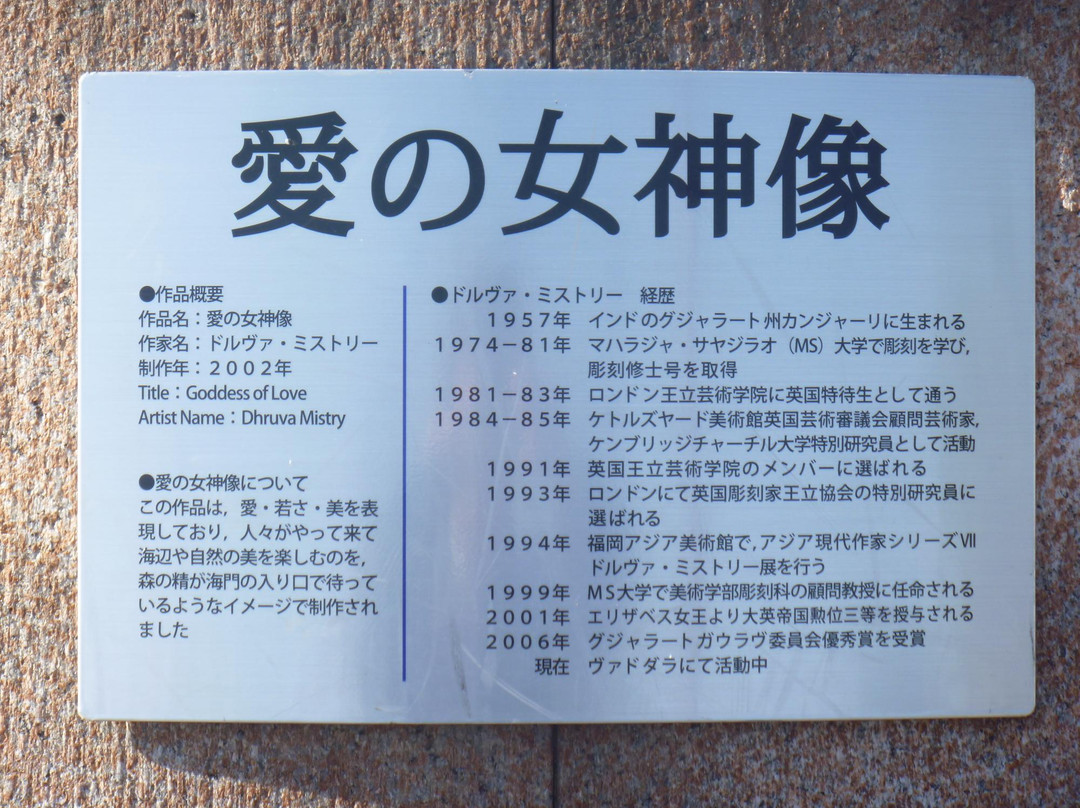 愛の女神像
●作品概要
作品名：愛の女神像
作家名：ドルヴァ・ミストリー
制作年：２００２年
Title：Goddess of Love
Artist Name：Dhruva Mistry
●愛の女神像について
この作品は，愛・若さ・美を表
現しており，人々がやって来て
海辺や自然の美を楽しむのを，
森の精が海門の入り口で待って
いるようなイメージで制作され
ました
●ドルヴァ・ミストリー　経歴
１９５７年　インドのグジャラート州カンジャーリに生まれる
１９７４－８１年　マハラジャ・サヤジラオ（MS）大学で彫刻を学び，
彫刻修士号を取得
１９８１－８３年　ロンドン王立芸術学院に英国特待生として通う
１９８４－８５年　ケトルズヤード美術館英国芸術審議会顧問芸術家，
ケンブリッジチャーチル大学特別研究員として活動
１９９１年　英国王立芸術学院のメンバーに選ばれる
１９９３年　ロンドンにて英国彫刻家王立協会の特別研究員に
選ばれる
１９９４年　福岡アジア美術館で，アジア現代作家シリーズⅦ
ドルヴァ・ミストリー展を行う
１９９９年　ＭＳ大学で美術学部彫刻科の顧問教授に任命される
２００１年　エリザベス女王より大英帝国勲位三等を授与される
２００６年　グジャラートガウラヴ委員会優秀賞を受賞
現在　ヴァドダラにて活動中